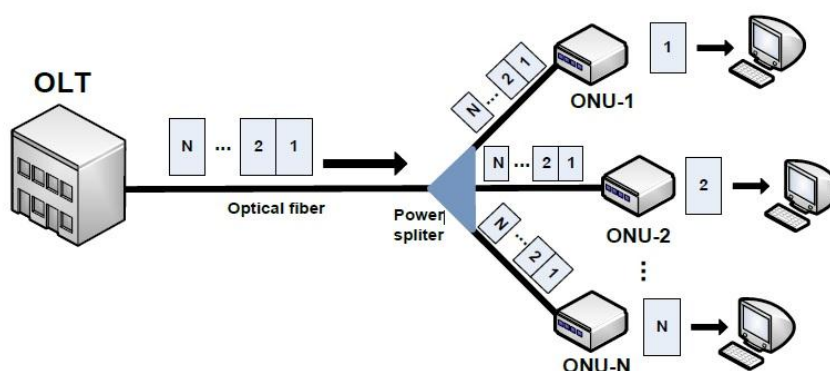 OLT
N ... 2 1
Optical fiber
Power
spliter
N ... 2 1
ONU-1
1
N ... 2 1
ONU-2
2
N ... 2 1
ONU-N
N